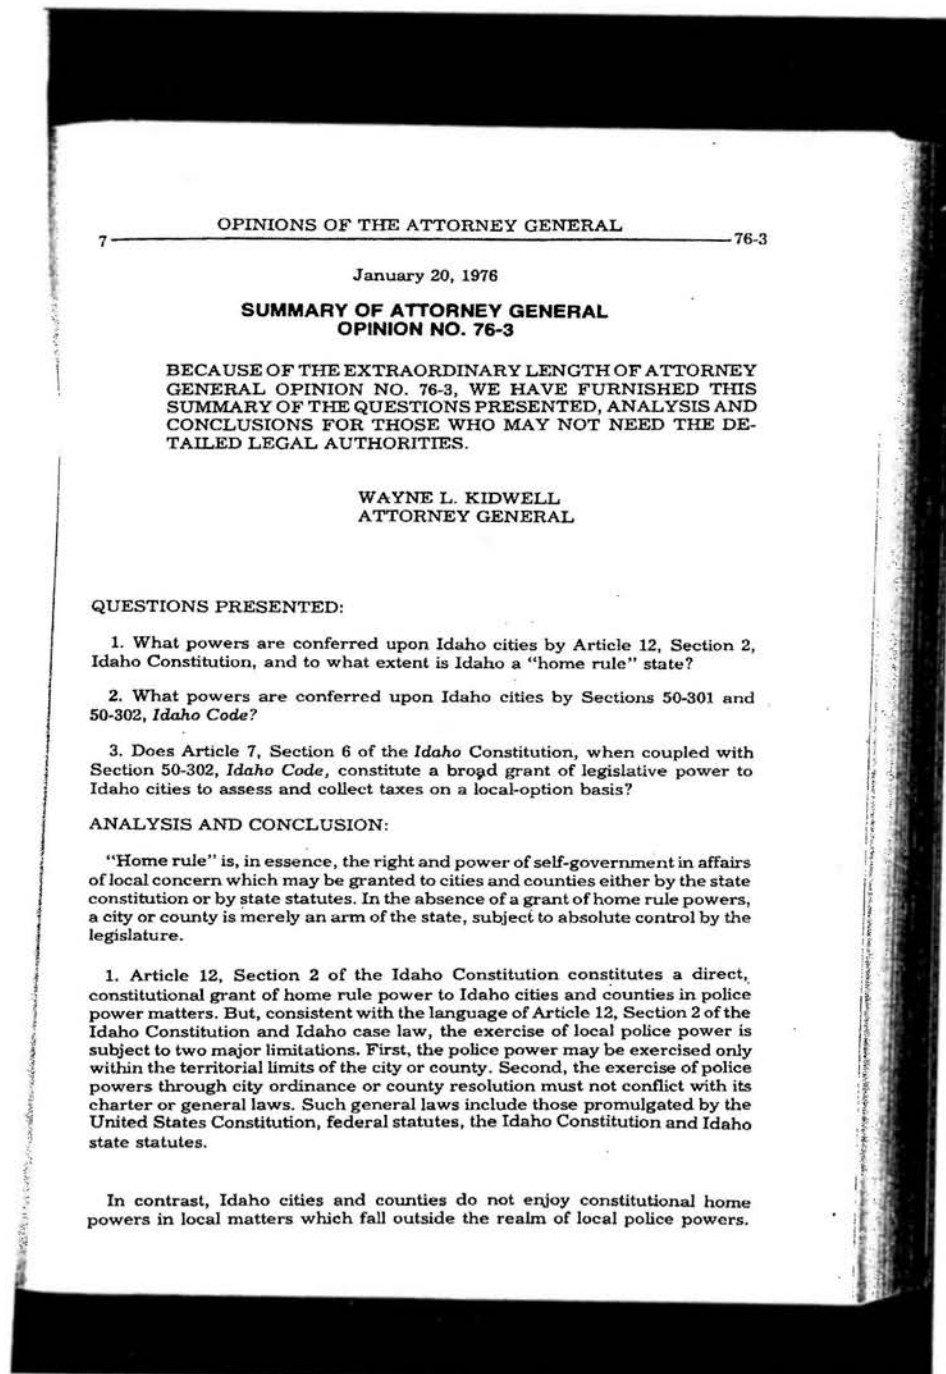 OPINIONS OF THE ATTORNEY GENERAL
7 76-3
January 20, 1976
SUMMARY OF ATTORNEY GENERAL
OPINION NO. 76-3
BECAUSE OF THE EXTRAORDINARY LENGTH OF ATTORNEY
GENERAL OPINION NO. 76-3, WE HAVE FURNISHED THIS
SUMMARY OF THE QUESTIONS PRESENTED, ANALYSIS AND
CONCLUSIONS FOR THOSE WHO MAY NOT NEED THE DE-
TAILED LEGAL AUTHORITIES.
WAYNE L. KIDWELL
ATTORNEY GENERAL
QUESTIONS PRESENTED:
1. What powers are conferred upon Idaho cities by Article 12, Section 2,
Idaho Constitution, and to what extent is Idaho a "home rule" state?
2. What powers are conferred upon Idaho cities by Sections 50-301 and
50-302, Idaho Code?
3. Does Article 7, Section 6 of the Idaho Constitution, when coupled with
Section 50-302, Idaho Code, constitute a broad grant of legislative power to
Idaho cities to assess and collect taxes on a local-option basis?
ANALYSIS AND CONCLUSION:
"Home rule" is, in essence, the right and power of self-government in affairs
of local concern which may be granted to cities and counties either by the state
constitution or by state statutes. In the absence of a grant of home rule powers,
a city or county is merely an arm of the state, subject to absolute control by the
legislature.
1. Article 12, Section 2 of the Idaho Constitution constitutes a direct,
constitutional grant of home rule power to Idaho cities and counties in police
power matters. But, consistent with the language of Article 12, Section 2 of the
Idaho Constitution and Idaho case law, the exercise of local police power is
subject to two major limitations. First, the police power may be exercised only
within the territorial limits of the city or county. Second, the exercise of police
powers through city ordinance or county resolution must not conflict with its
charter or general laws. Such general laws include those promulgated by the
United States Constitution, federal statutes, the Idaho Constitution and Idaho
state statutes.
In contrast, Idaho cities and counties do not enjoy constitutional home
powers in local matters which fall outside the realm of local police powers.